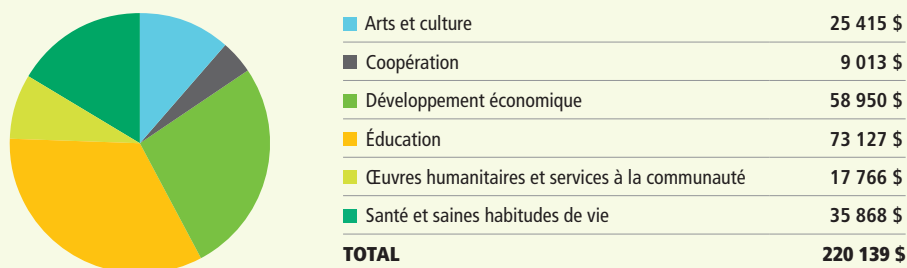 Arts et culture 25 415 $
Coopération 9 013 $
Développement économique 58 950 $
Éducation 73 127 $
Œuvres humanitaires et services à la communauté 17 766 $
Santé et saines habitudes de vie 35 868 $
TOTAL 220 139 $